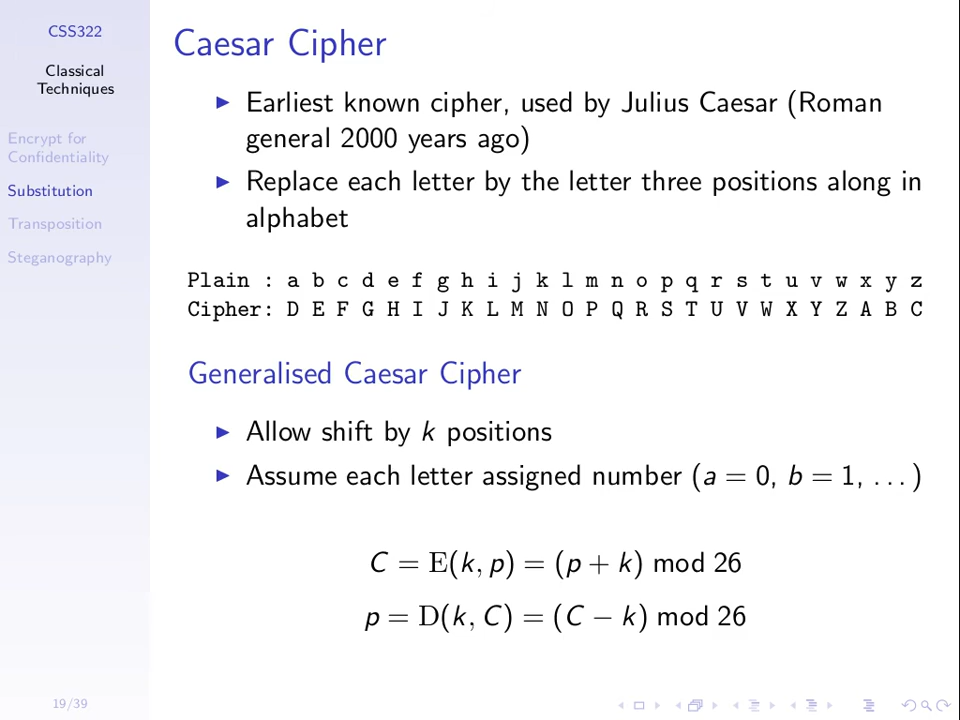 CSS322
Classical
Techniques
Encrypt for
Confidentiality
Substitution
Transposition
Steganography
19/39
Caesar Cipher
▶ Earliest known cipher, used by Julius Caesar (Roman
general 2000 years ago)
▶ Replace each letter by the letter three positions along in
alphabet
Plain : a b c d e f g h i j k l m n o p q r s t u v w x y z
Cipher: D E F G H I J K L M N O P Q R S T U V W X Y Z A B C
Generalised Caesar Cipher
▶ Allow shift by k positions
▶ Assume each letter assigned number (a = 0, b = 1, . . . )
C = E(k, p) = (p + k) mod 26
p = D(k, C) = (C − k) mod 26